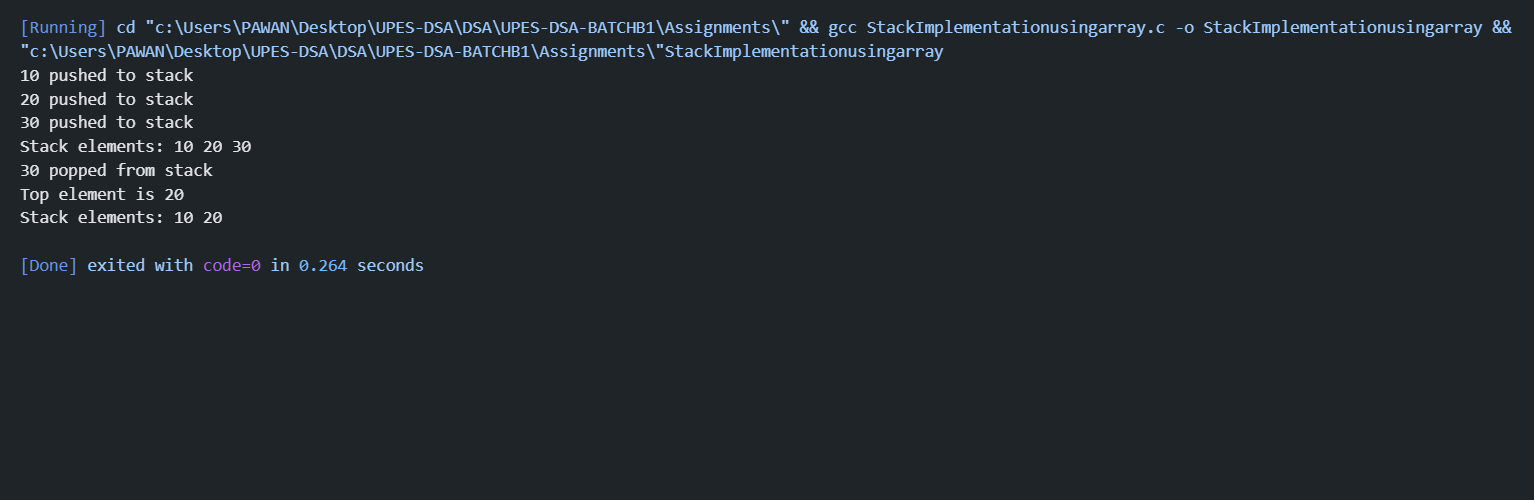 [Running] cd "c:\Users\PAWAN\Desktop\UPES-DSA\DSA\UPES-DSA-BATCHB1\Assignments\" && gcc StackImplementationusingarray.c -o StackImplementationusingarray &&
"c:\Users\PAWAN\Desktop\UPES-DSA\DSA\UPES-DSA-BATCHB1\Assignments\"StackImplementationusingarray
10 pushed to stack
20 pushed to stack
30 pushed to stack
Stack elements: 10 20 30
30 popped from stack
Top element is 20
Stack elements: 10 20
[Done] exited with code=0 in 0.264 seconds